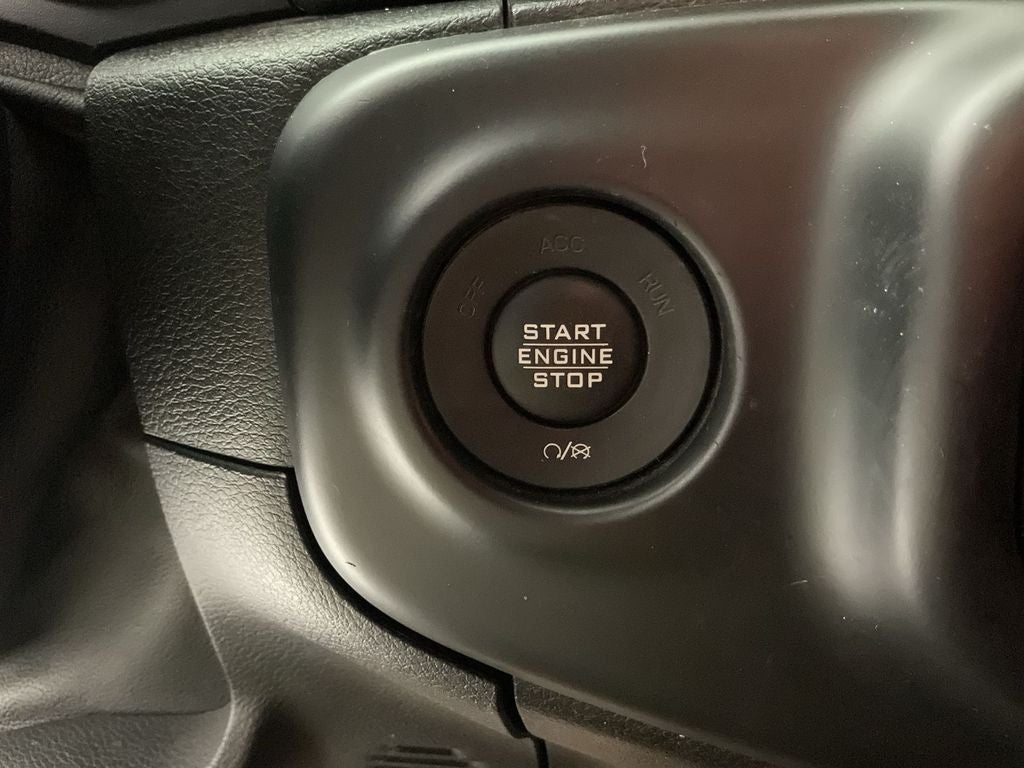 OFF
ACC
RUN
START
ENGINE
STOP